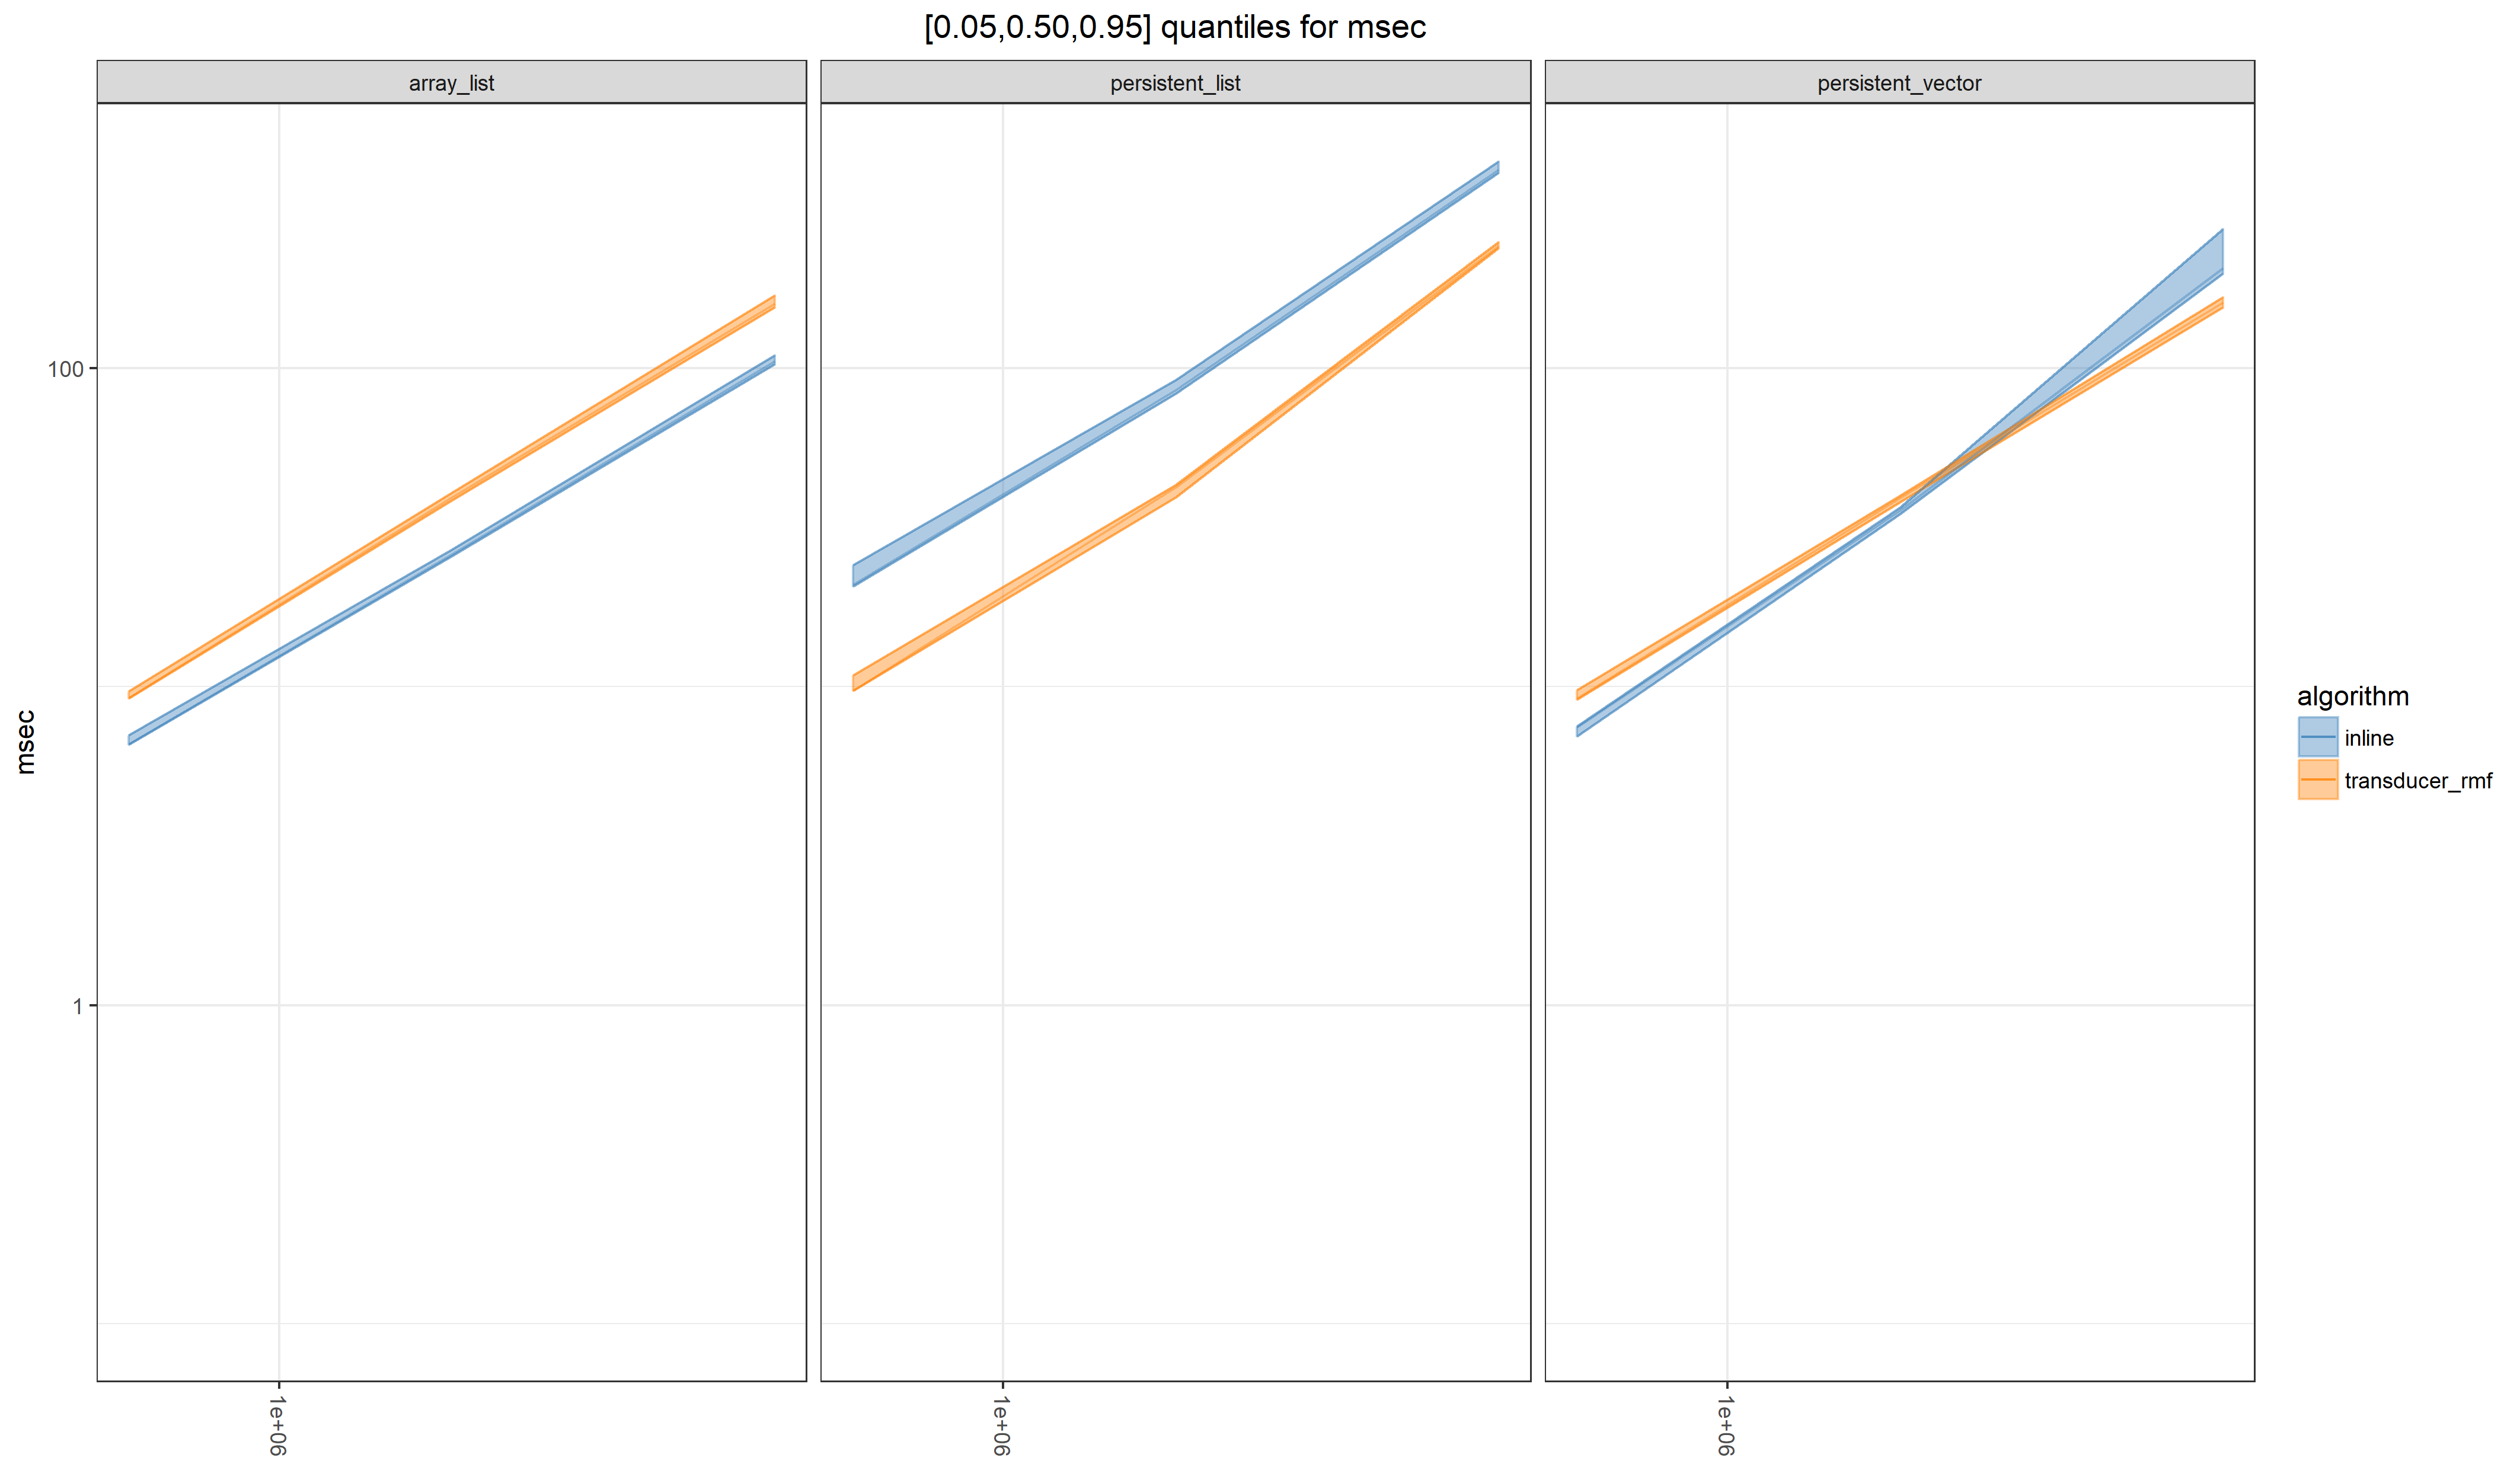 [0.05,0.50,0.95] quantiles for msec
array_list
persistent_list
persistent_vector
100
1
msec
1e+06
1e+06
1e+06
algorithm
inline
transducer_rmf